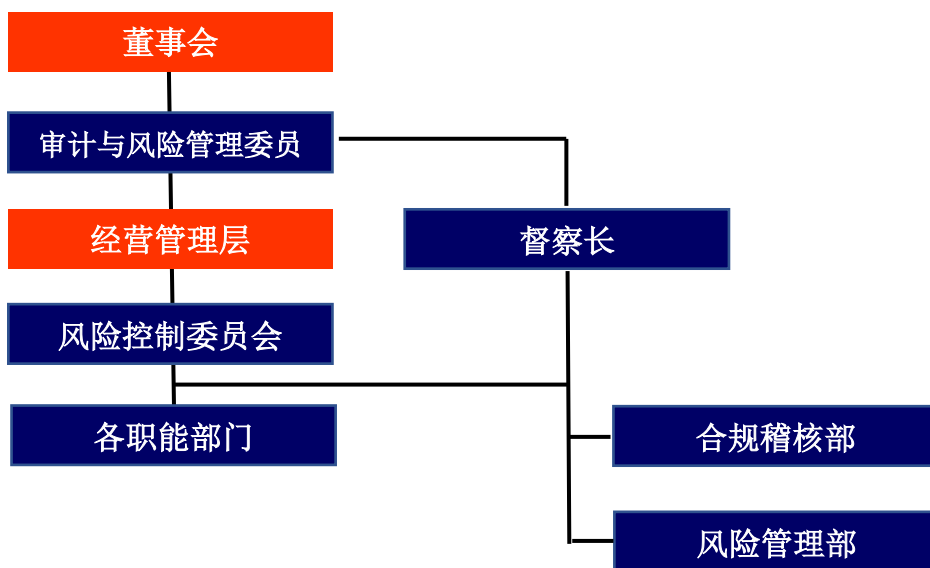 董事会
审计与风险管理委员
经营管理层
督察长
风险控制委员会
各职能部门
合规稽核部
风险管理部